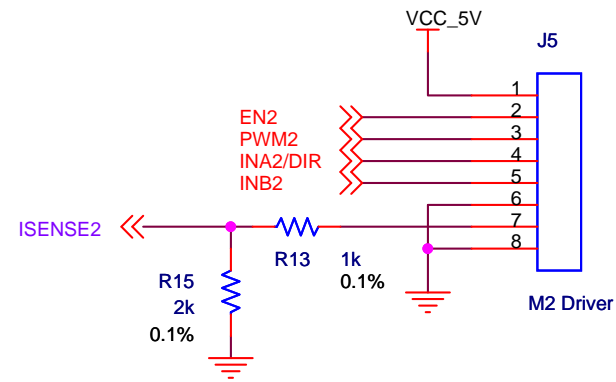 VCC_5V
J5
1
EN2
2
PWM2
3
INA2/DIR
4
INB2
5
6
ISENSE2
7
R13
1k
8
0.1%
R15
2k
0.1%
M2 Driver